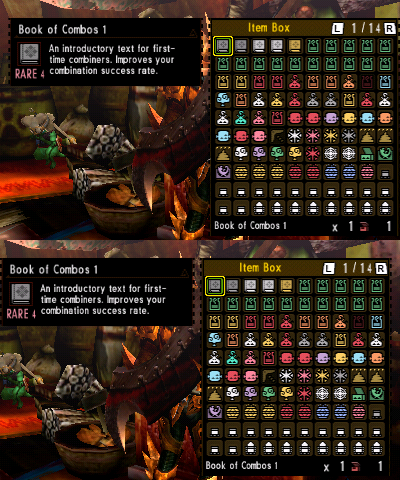 Book of Combos 1
An introductory text for first-
time combiners. Improves your
combination success rate.
RARE 4
Item Box
L 1/14 R
Book of Combos 1 x 1 1
Book of Combos 1
An introductory text for first-
time combiners. Improves your
combination success rate.
RARE 4
Item Box
L 1/14 R
Book of Combos 1 x 1 1